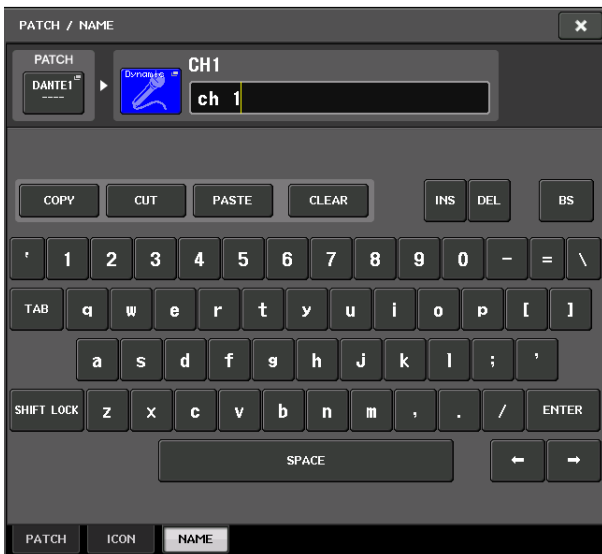 PATCH / NAME
PATCH
DANTE1
----
Dynamic
CH1
ch 1
COPY CUT PASTE CLEAR INS DEL BS
' 1 2 3 4 5 6 7 8 9 0 - = \
TAB q w e r t y u i o p [ ]
a s d f g h j k l ; '
SHIFT LOCK z x c v b n m , . / ENTER
SPACE ← →
PATCH ICON NAME